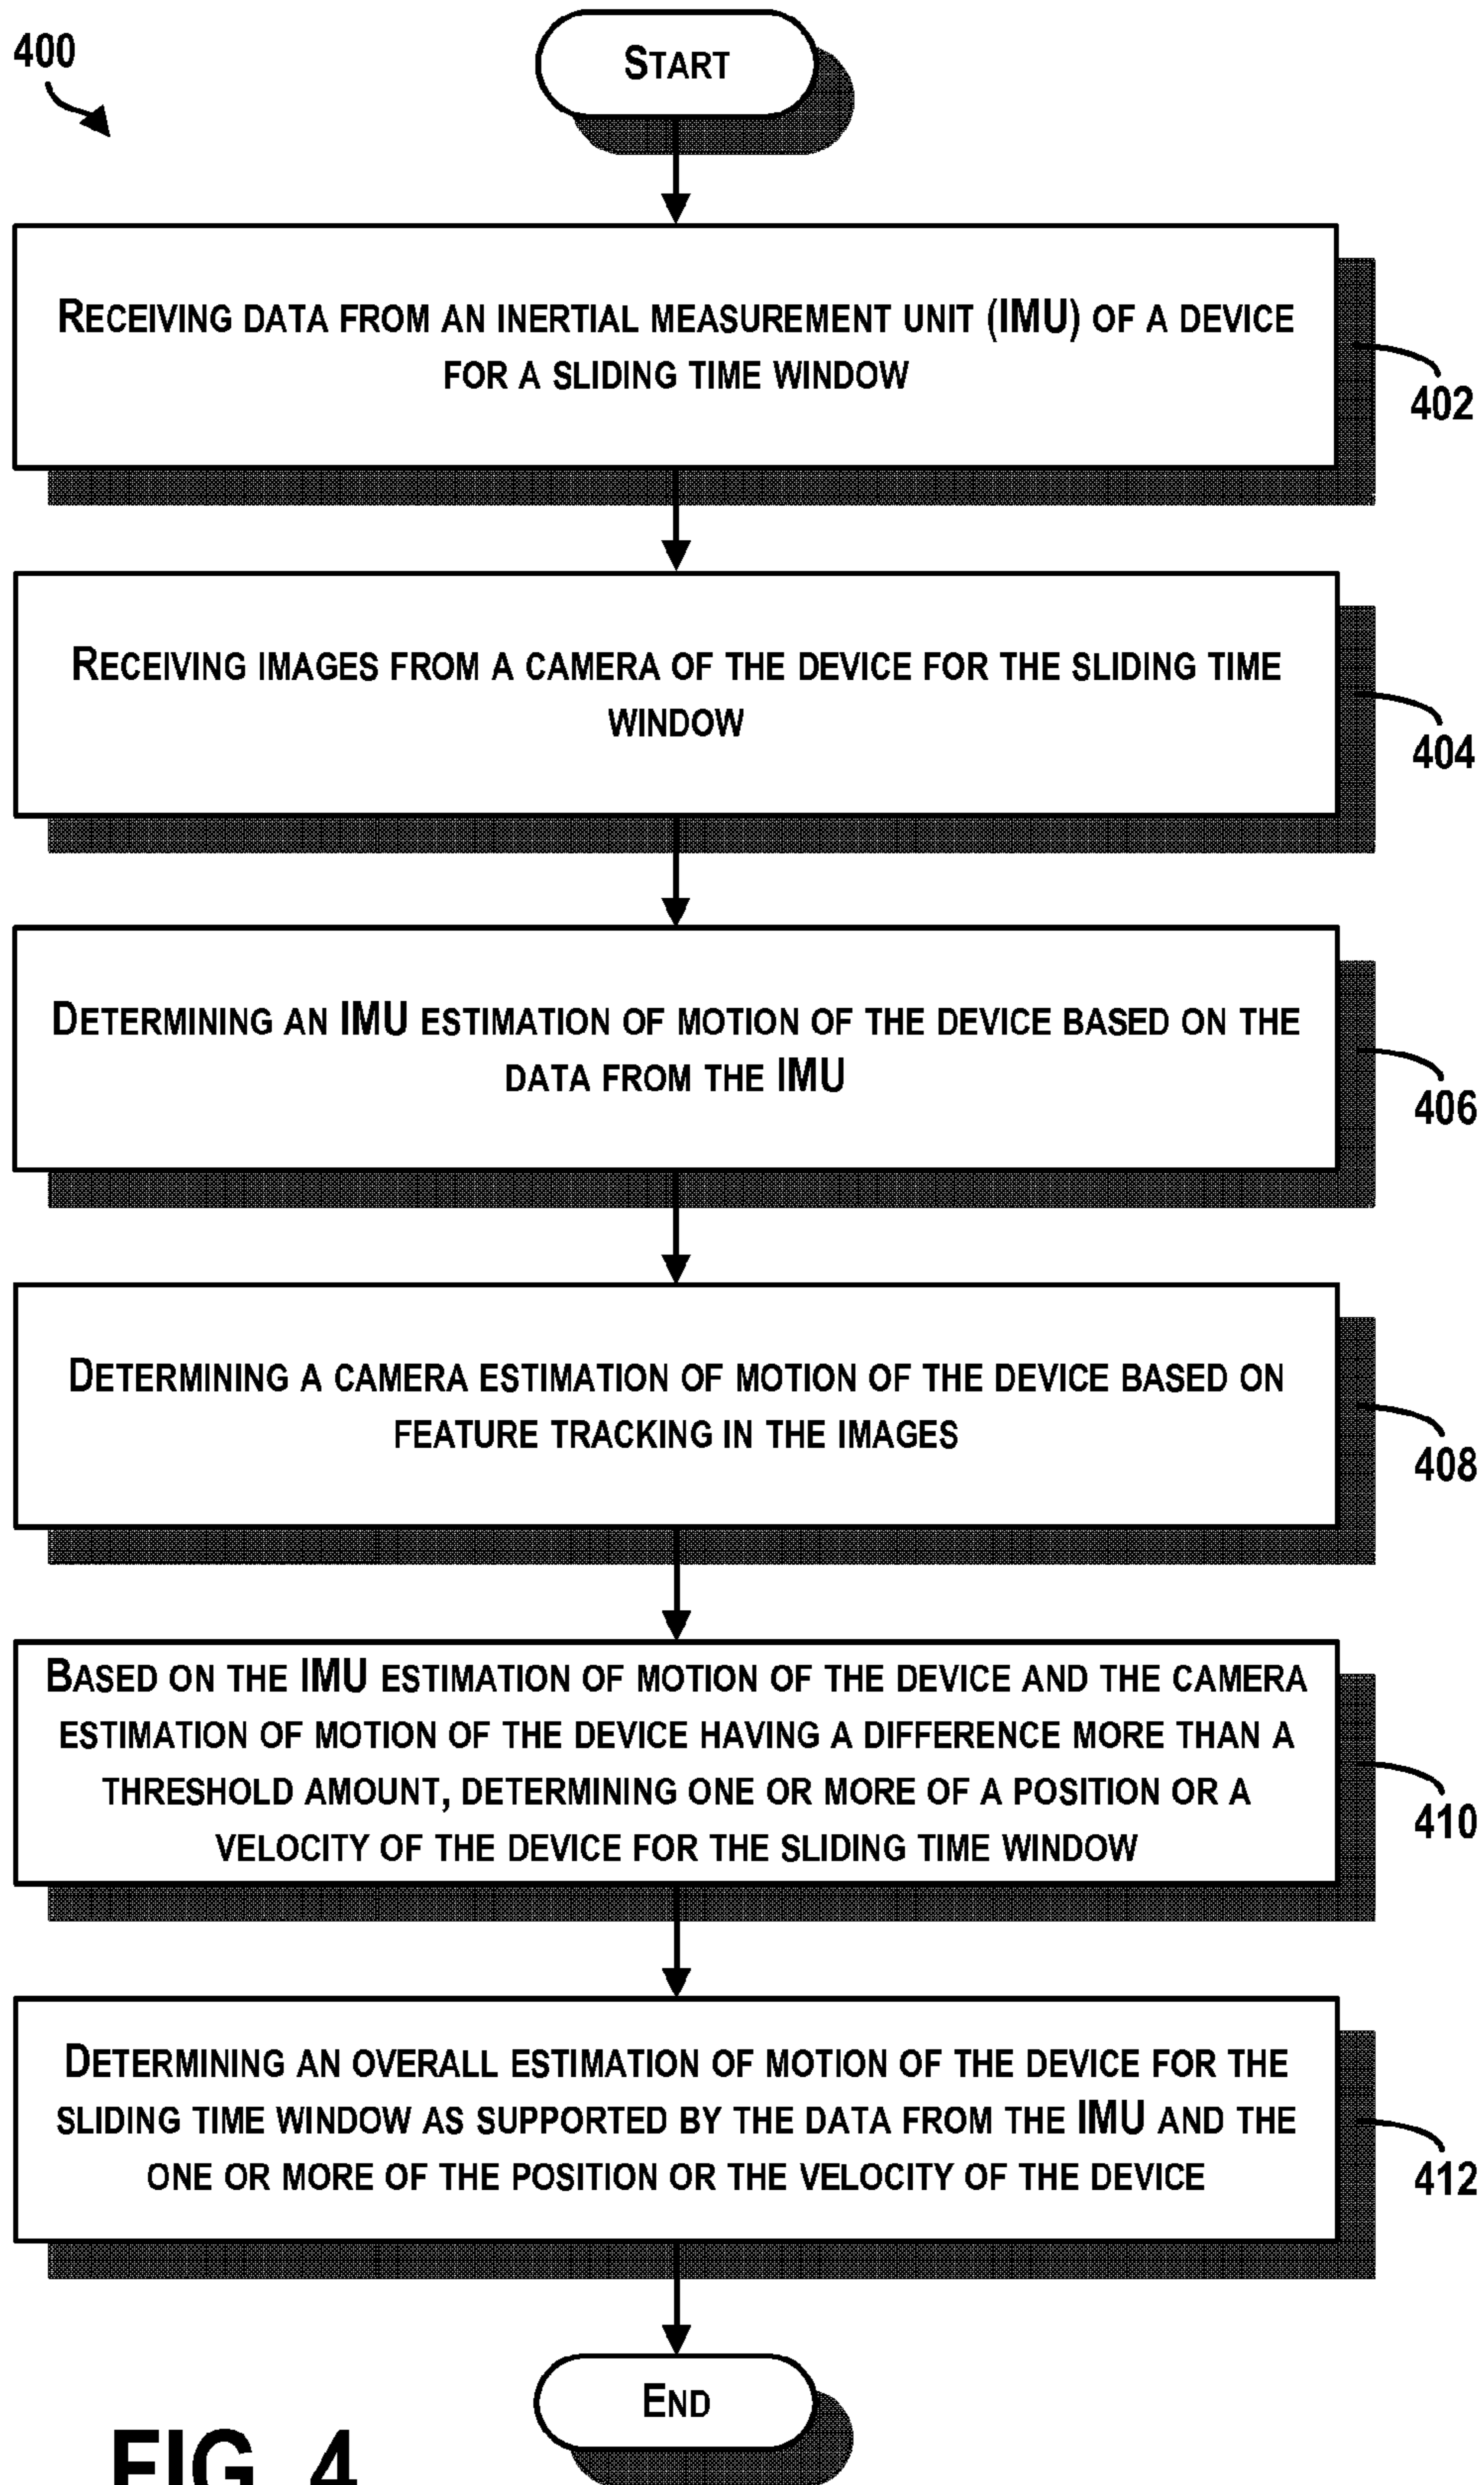 400
START
RECEIVING DATA FROM AN INERTIAL MEASUREMENT UNIT (IMU) OF A DEVICE
FOR A SLIDING TIME WINDOW
402
RECEIVING IMAGES FROM A CAMERA OF THE DEVICE FOR THE SLIDING TIME
WINDOW
404
DETERMINING AN IMU ESTIMATION OF MOTION OF THE DEVICE BASED ON THE
DATA FROM THE IMU
406
DETERMINING A CAMERA ESTIMATION OF MOTION OF THE DEVICE BASED ON
FEATURE TRACKING IN THE IMAGES
408
BASED ON THE IMU ESTIMATION OF MOTION OF THE DEVICE AND THE CAMERA
ESTIMATION OF MOTION OF THE DEVICE HAVING A DIFFERENCE MORE THAN A
THRESHOLD AMOUNT, DETERMINING ONE OR MORE OF A POSITION OR A
VELOCITY OF THE DEVICE FOR THE SLIDING TIME WINDOW
410
DETERMINING AN OVERALL ESTIMATION OF MOTION OF THE DEVICE FOR THE
SLIDING TIME WINDOW AS SUPPORTED BY THE DATA FROM THE IMU AND THE
ONE OR MORE OF THE POSITION OR THE VELOCITY OF THE DEVICE
412
END
FIG. 4